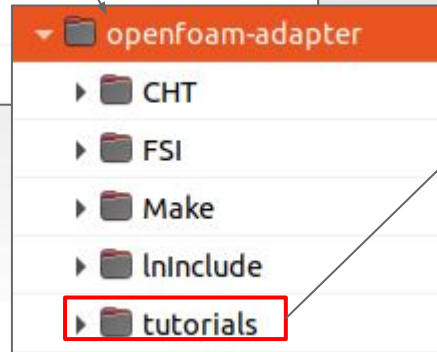 openfoam-adapter
CHT
FSI
Make
lnInclude
tutorials